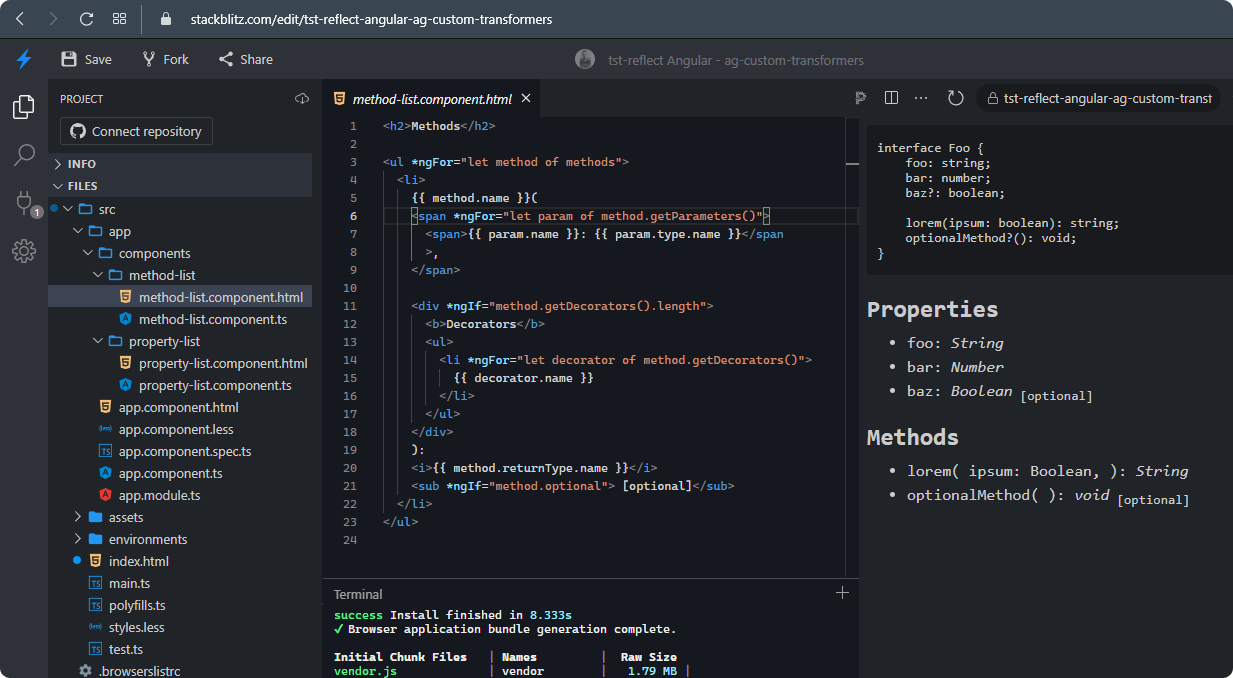 stackblitz.com/edit/tst-reflect-angular-ag-custom-transformers
Save
Fork
Share
tst-reflect Angular - ag-custom-transformers
PROJECT
Connect repository
INFO
FILES
1
src
app
components
method-list
method-list.component.html
method-list.component.ts
property-list
property-list.component.html
property-list.component.ts
app.component.html
app.component.less
app.component.spec.ts
app.component.ts
app.module.ts
assets
environments
index.html
main.ts
polyfills.ts
styles.less
test.ts
.browserslistrc
method-list.component.html
1 <h2>Methods</h2>
2
3 <ul *ngFor="let method of methods">
4 <li>
5 {{ method.name }}(
6 <span *ngFor="let param of method.getParameters()">
7 <span>{{ param.name }}: {{ param.type.name }}</span
8 >,
9 </span>
10
11 <div *ngIf="method.getDecorators().length">
12 <b>Decorators</b>
13 <ul>
14 <li *ngFor="let decorator of method.getDecorators()">
15 {{ decorator.name }}
16 </li>
17 </ul>
18 </div>
19 ):
20 <i>{{ method.returnType.name }}</i>
21 <sub *ngIf="method.optional"> [optional]</sub>
22 </li>
23 </ul>
24
Terminal
success Install finished in 8.333s
✓ Browser application bundle generation complete.
Initial Chunk Files | Names | Raw Size
vendor.js | vendor | 1.79 MB |
tst-reflect-angular-ag-custom-transf
interface Foo {
foo: string;
bar: number;
baz?: boolean;
lorem(ipsum: boolean): string;
optionalMethod?(): void;
}
Properties
• foo: String
• bar: Number
• baz: Boolean [optional]
Methods
• lorem( ipsum: Boolean, ): String
• optionalMethod( ): void [optional]